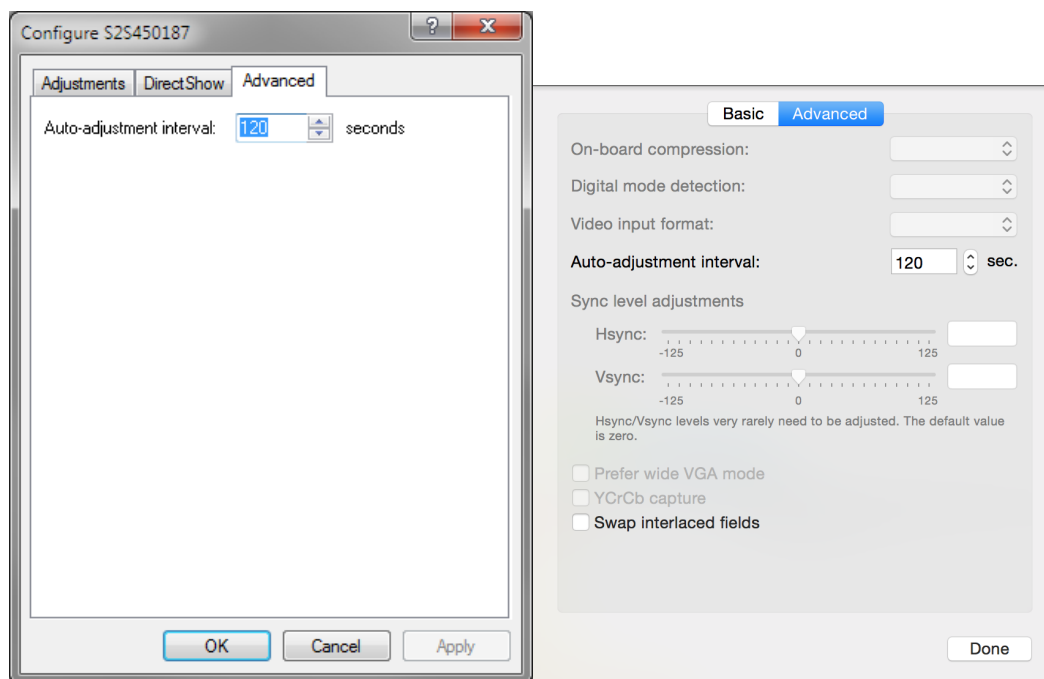 Configure S2S450187
Adjustments DirectShow Advanced
Auto-adjustment interval: 120 seconds
OK Cancel Apply
Basic Advanced
On-board compression:
Digital mode detection:
Video input format:
Auto-adjustment interval: 120 sec.
Sync level adjustments
Hsync:
-125 0 125
Vsync:
-125 0 125
Hsync/Vsync levels very rarely need to be adjusted. The default value
is zero.
Prefer wide VGA mode
YCrCb capture
Swap interlaced fields
Done